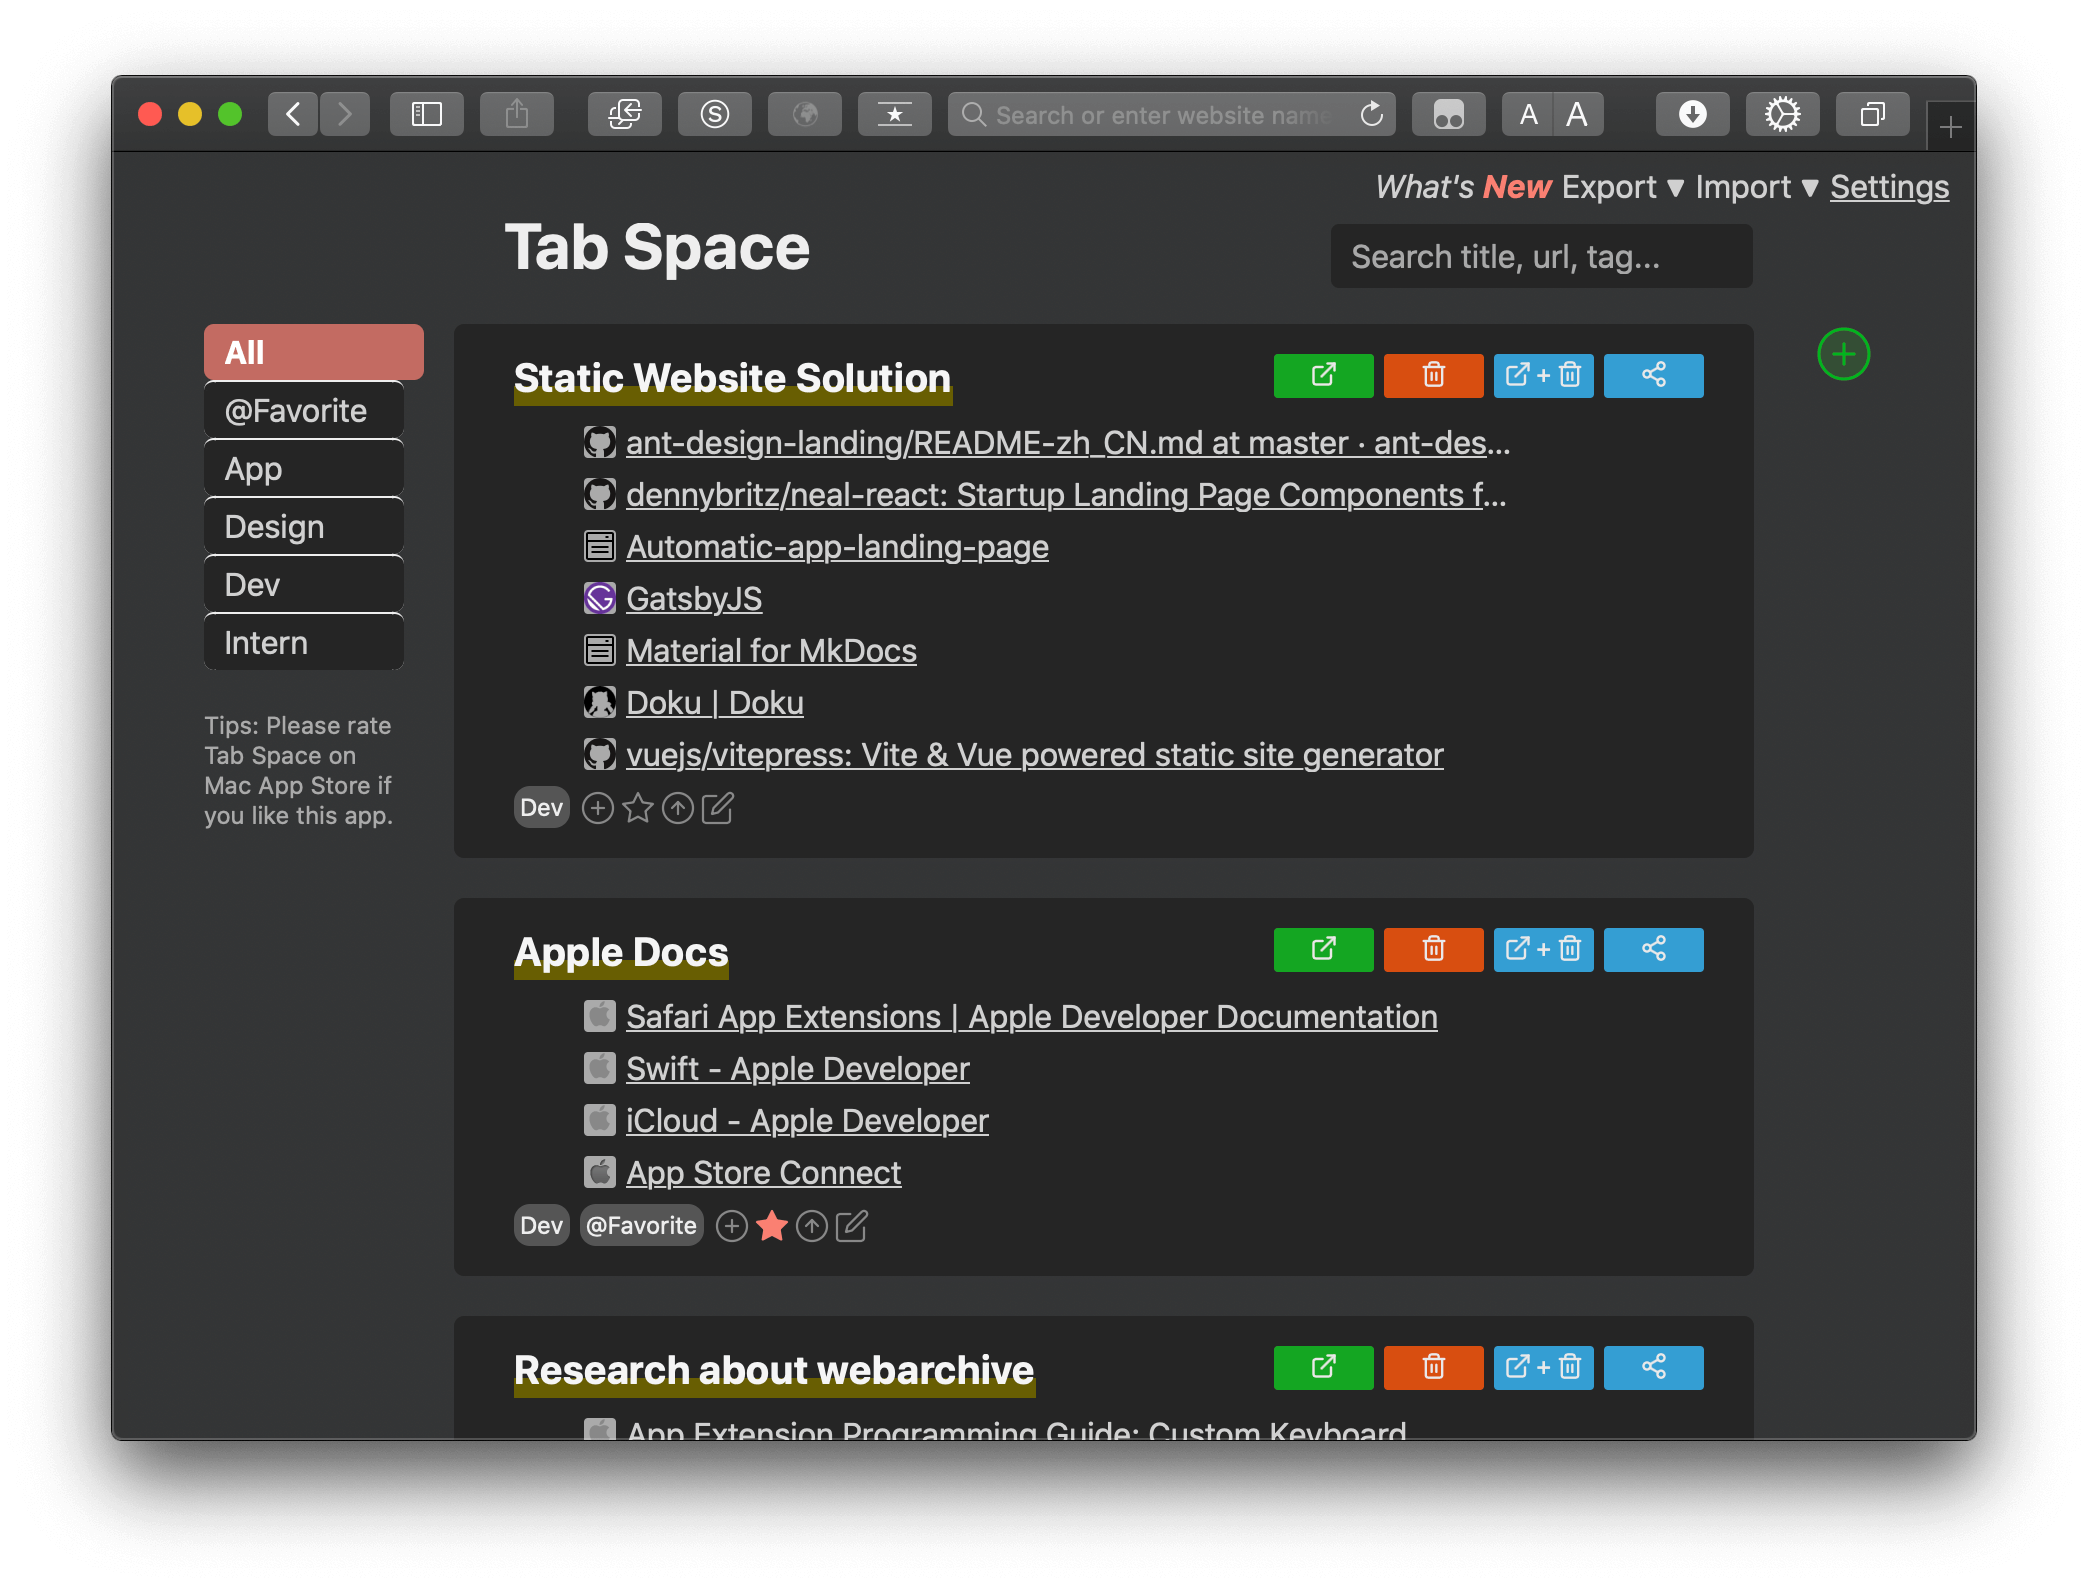 Search or enter website name
A A
What's New Export ▼ Import ▼ Settings
Tab Space
Search title, url, tag...
All
@Favorite
App
Design
Dev
Intern
Tips: Please rate
Tab Space on
Mac App Store if
you like this app.
Static Website Solution
ant-design-landing/README-zh_CN.md at master · ant-des...
dennybritz/neal-react: Startup Landing Page Components f...
Automatic-app-landing-page
GatsbyJS
Material for MkDocs
Doku | Doku
vuejs/vitepress: Vite & Vue powered static site generator
Dev
Apple Docs
Safari App Extensions | Apple Developer Documentation
Swift - Apple Developer
iCloud - Apple Developer
App Store Connect
Dev @Favorite
Research about webarchive
App Extension Programming Guide: Custom Keyboard